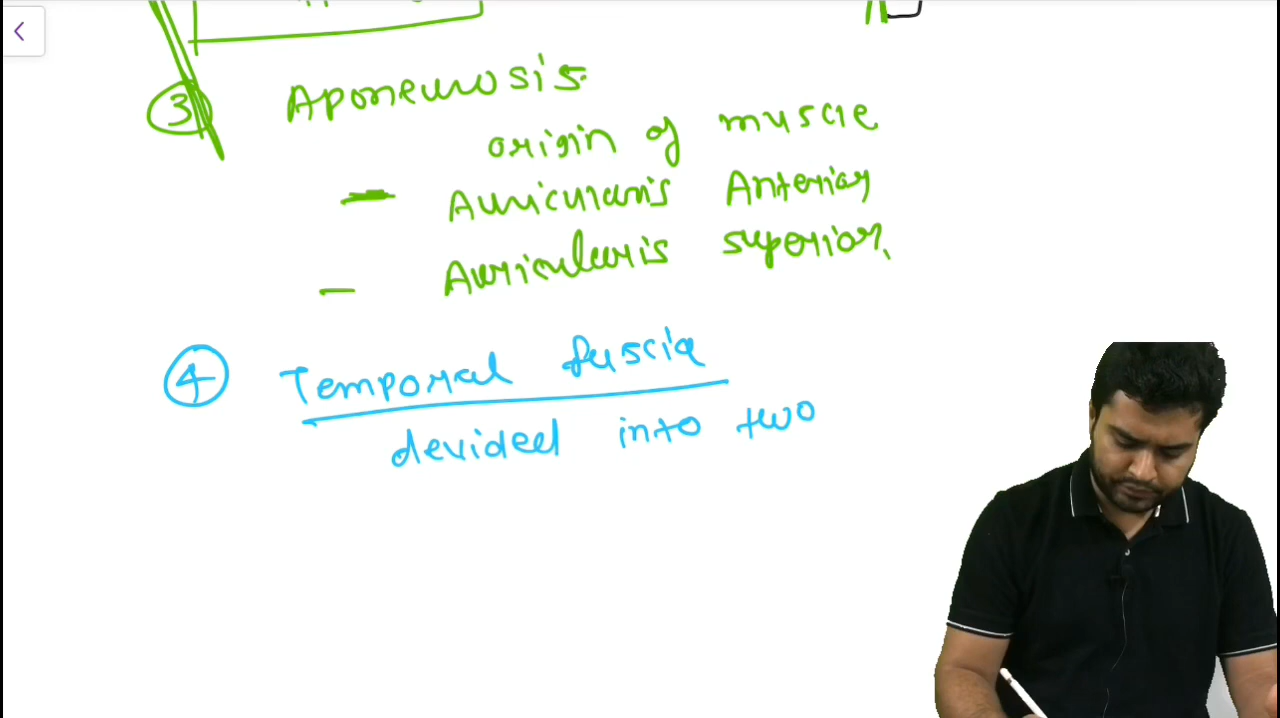 3 Aponeurosis
origin of muscle
- Auricularis Anterior
- Auricularis superior
4 Temporal fascia
devided into two